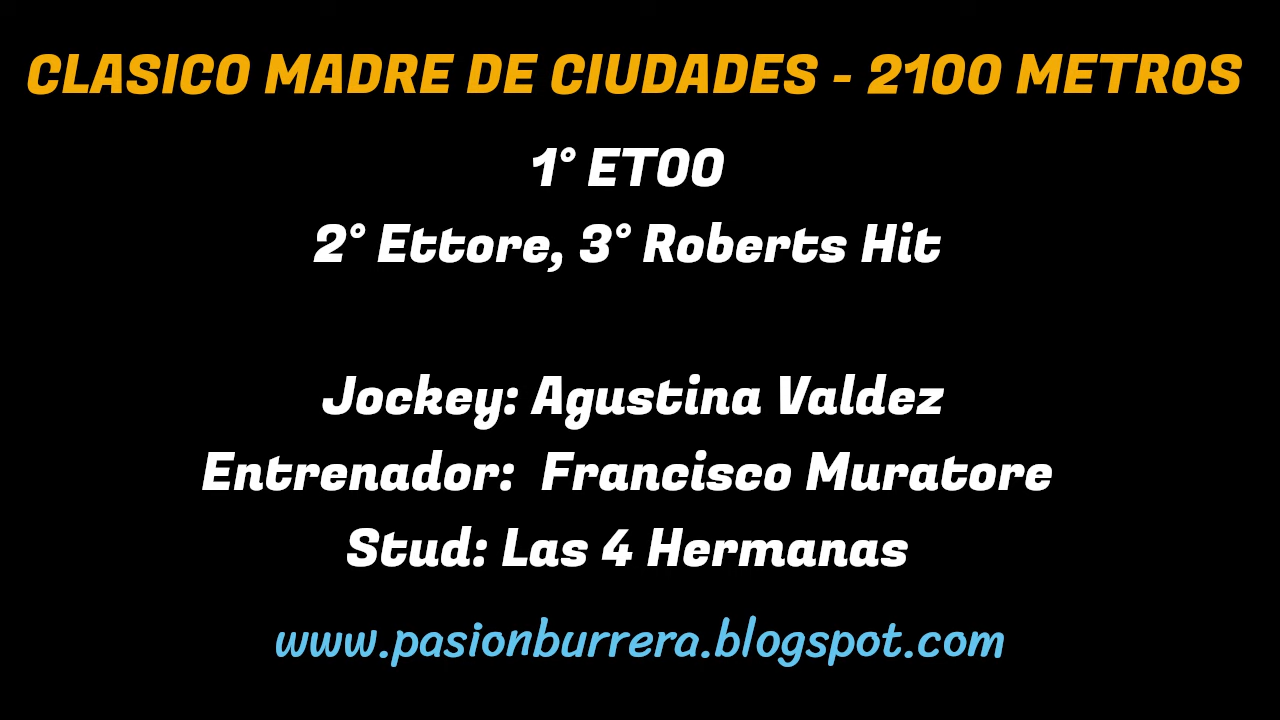 CLASICO MADRE DE CIUDADES - 2100 METROS
1° ETOO
2° Ettore, 3° Roberts Hit
Jockey: Agustina Valdez
Entrenador: Francisco Muratore
Stud: Las 4 Hermanas
www.pasionburrera.blogspot.com